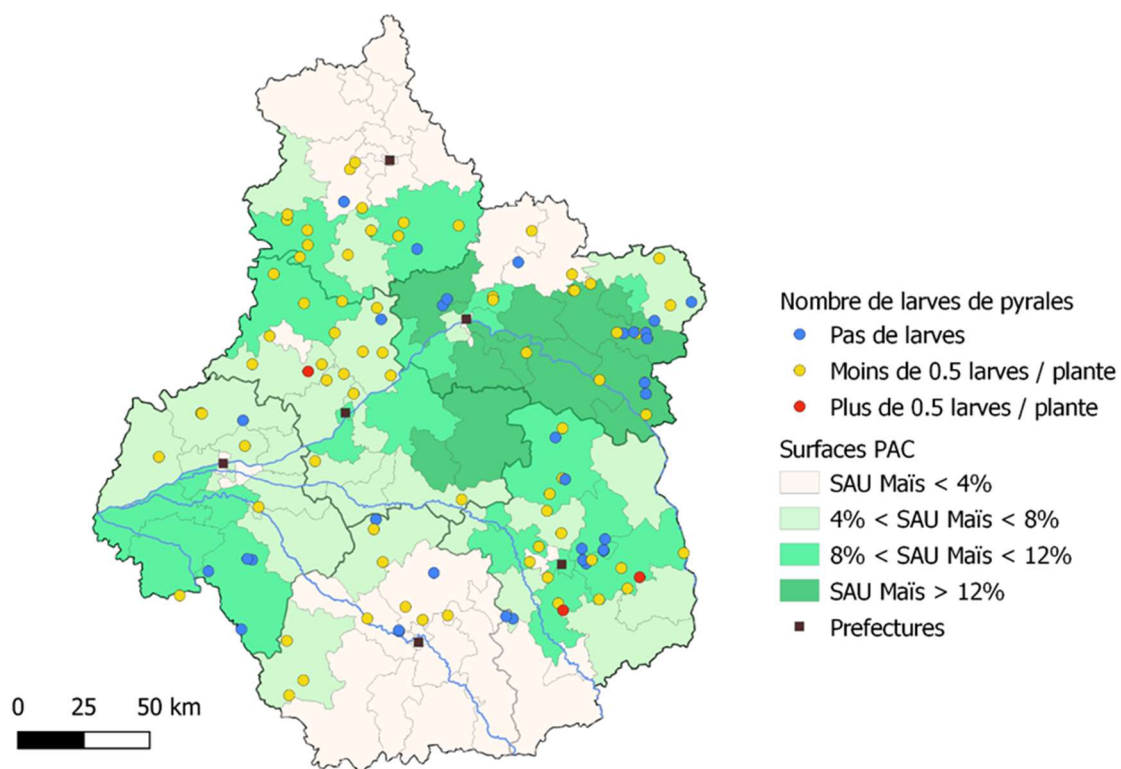 Nombre de larves de pyrales
Pas de larves
Moins de 0.5 larves / plante
Plus de 0.5 larves / plante
Surfaces PAC
SAU Maïs < 4%
4% < SAU Maïs < 8%
8% < SAU Maïs < 12%
SAU Maïs > 12%
Prefectures
0 25 50 km